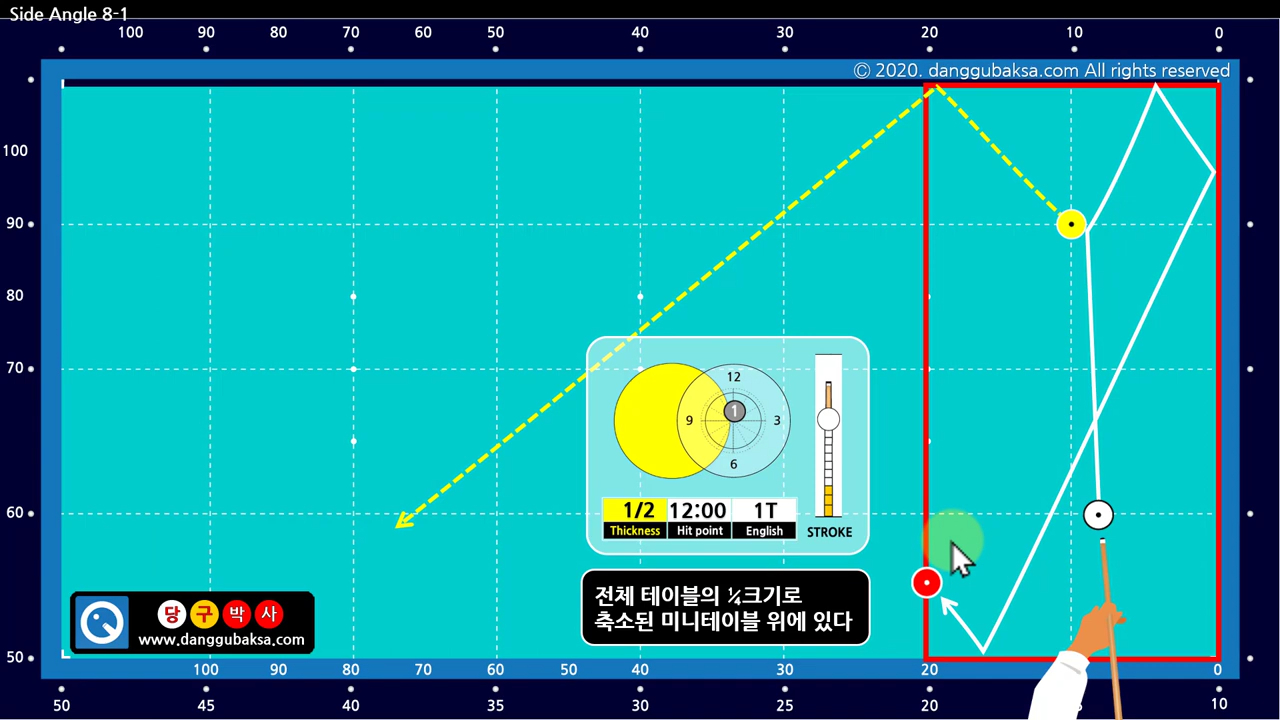 Side Angle 8-1
100 90 80 70 60 50 40 30 20 10 0
© 2020. danggubaksa.com All rights reserved
100
90
80
70
60
50
12
9 1 3
6
1/2 12:00 1T
Thickness Hit point English
STROKE
전체 테이블의 ¼크기로
축소된 미니테이블 위에 있다
당구박사
www.danggubaksa.com
100 90 80 70 60 50 40 30 20 0
50 45 40 35 30 25 20 15 10